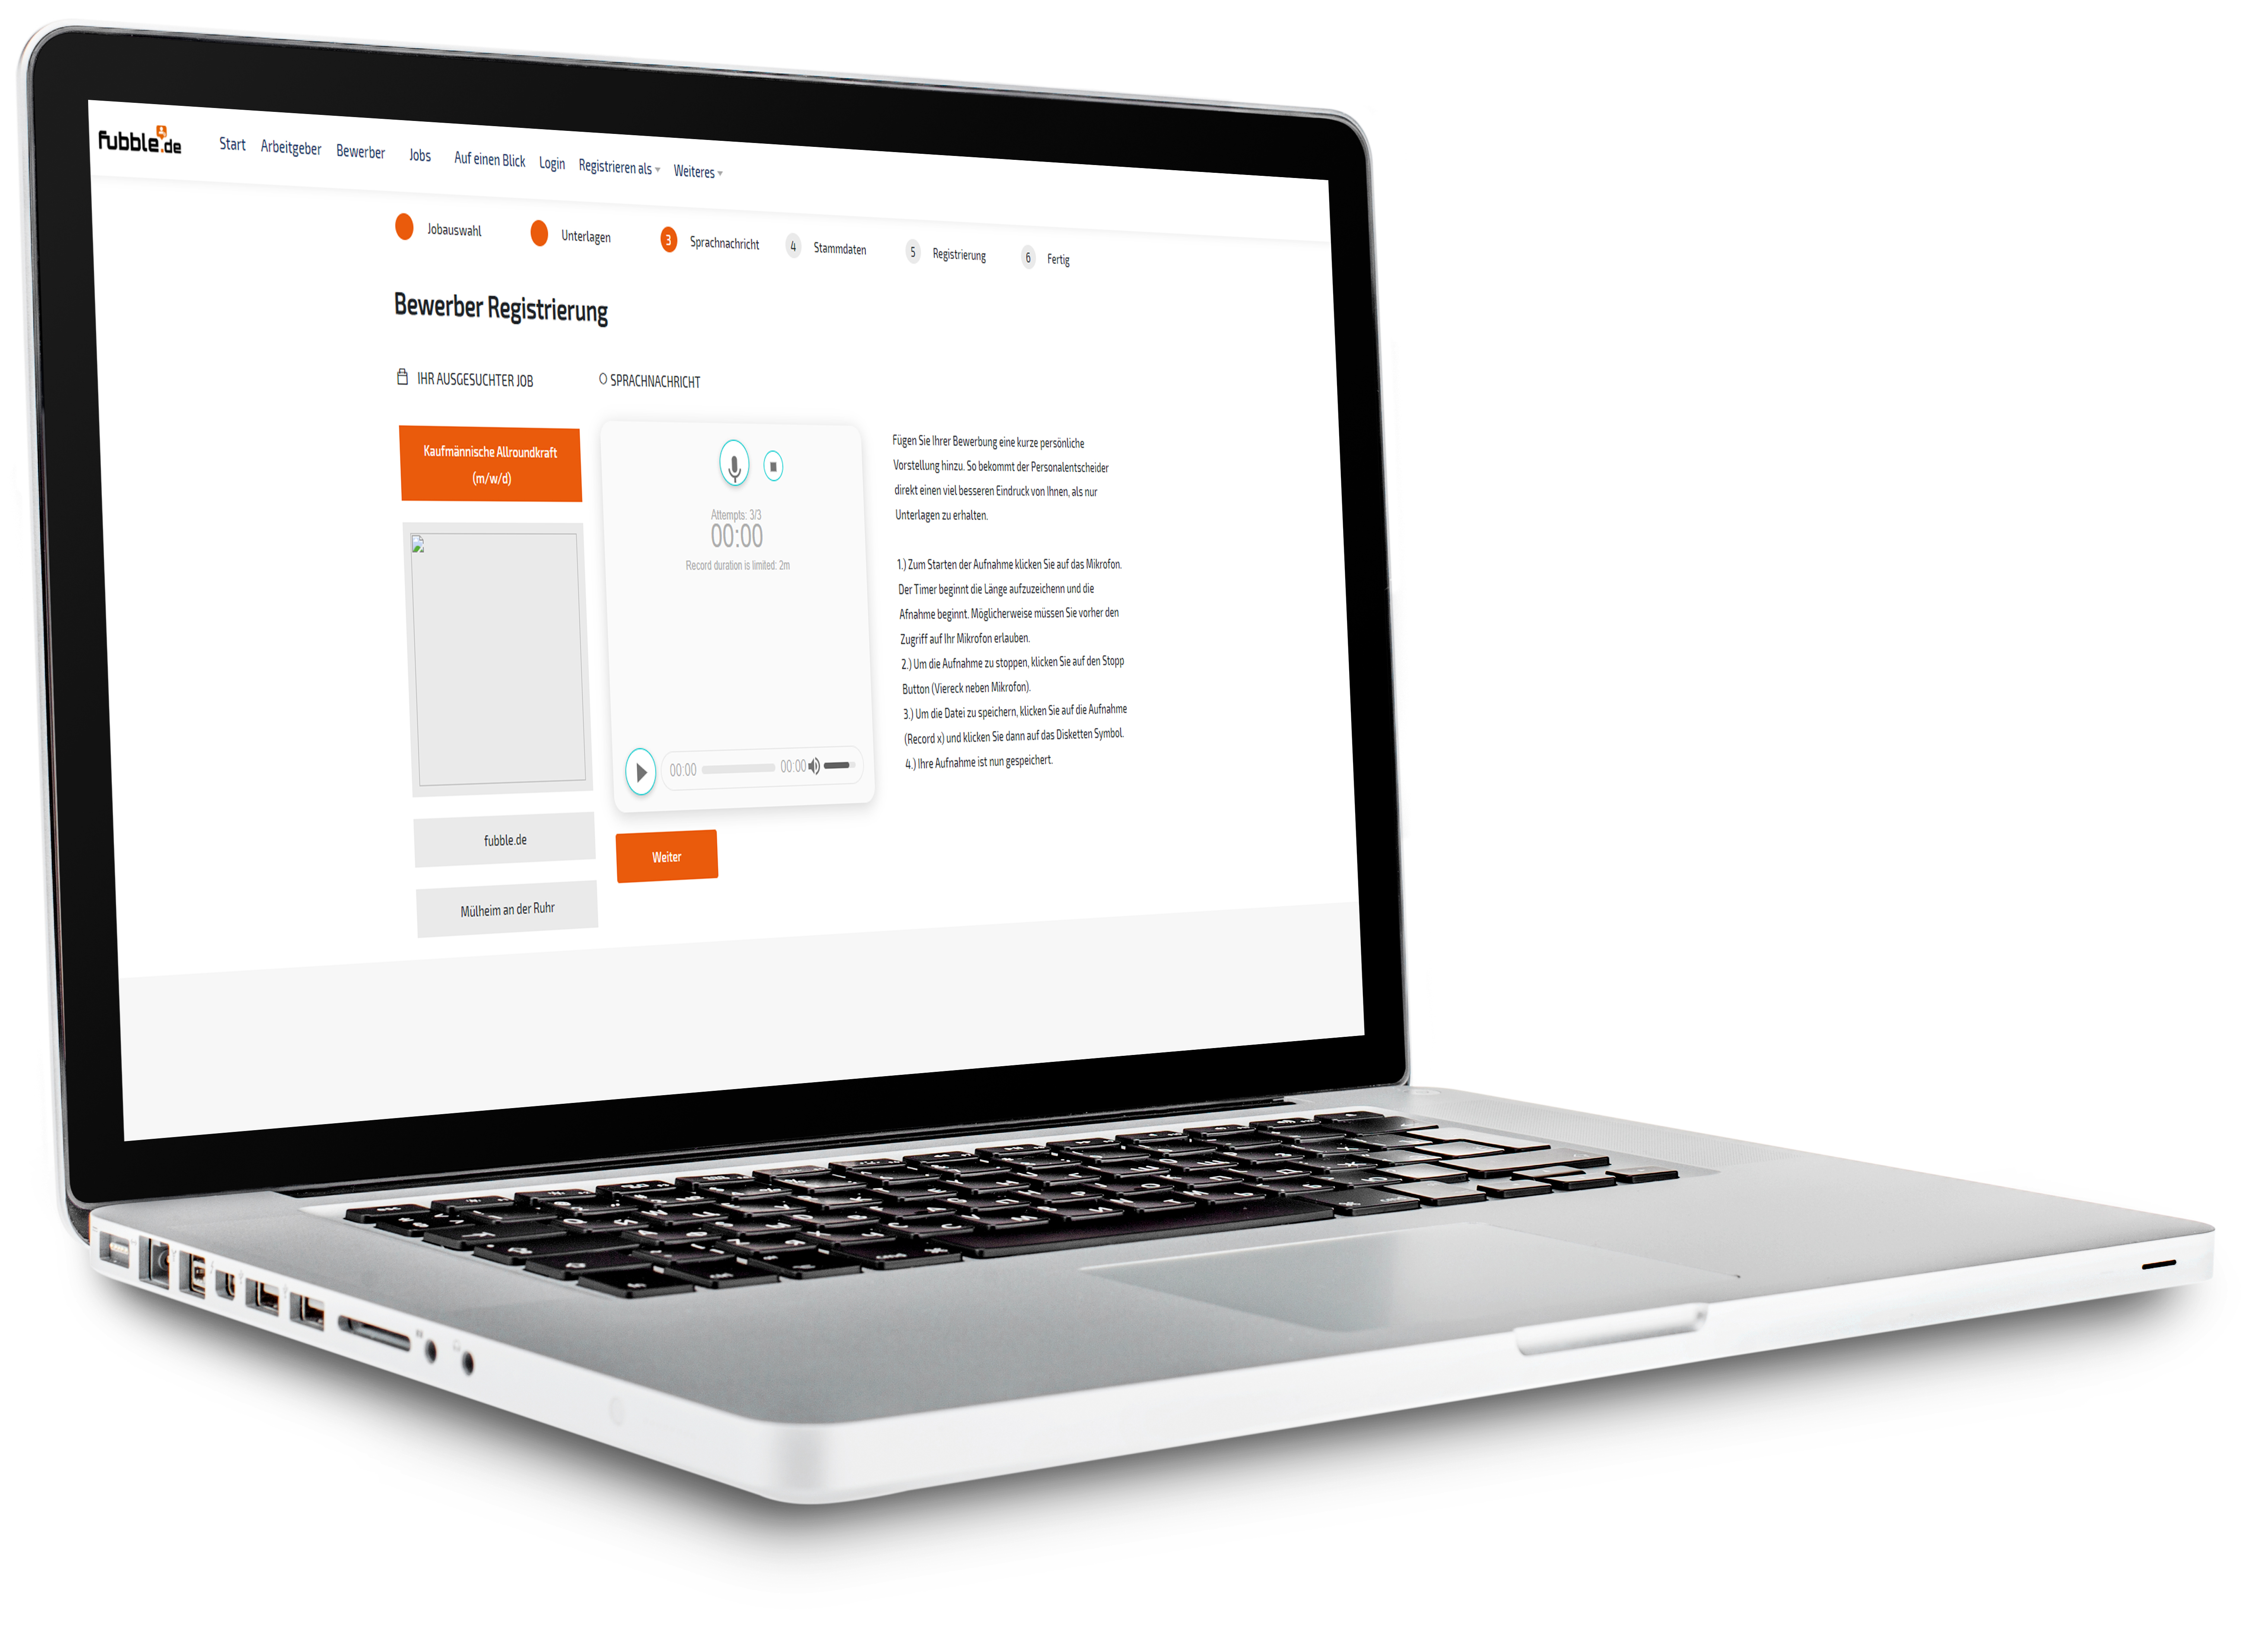 fubble.de
Start Arbeitgeber Bewerber Jobs Auf einen Blick Login Registrieren als Weiteres
Jobauswahl Unterlagen 3 Sprachnachricht 4 Stammdaten 5 Registrierung 6 Fertig
Bewerber Registrierung
IHR AUSGESUCHTER JOB
SPRACHNACHRICHT
Kaufmännische Allroundkraft
(m/w/d)
fubble.de
Mülheim an der Ruhr
Attempts: 3/3
00:00
Record duration is limited: 2m
00:00 00:00
Weiter
Fügen Sie Ihrer Bewerbung eine kurze persönliche
Vorstellung hinzu. So bekommt der Personalentscheider
direkt einen viel besseren Eindruck von Ihnen, als nur
Unterlagen zu erhalten.
1.) Zum Starten der Aufnahme klicken Sie auf das Mikrofon.
Der Timer beginnt die Länge aufzuzeichenn und die
Afnahme beginnt. Möglicherweise müssen Sie vorher den
Zugriff auf Ihr Mikrofon erlauben.
2.) Um die Aufnahme zu stoppen, klicken Sie auf den Stopp
Button (Viereck neben Mikrofon).
3.) Um die Datei zu speichern, klicken Sie auf die Aufnahme
(Record x) und klicken Sie dann auf das Disketten Symbol.
4.) Ihre Aufnahme ist nun gespeichert.